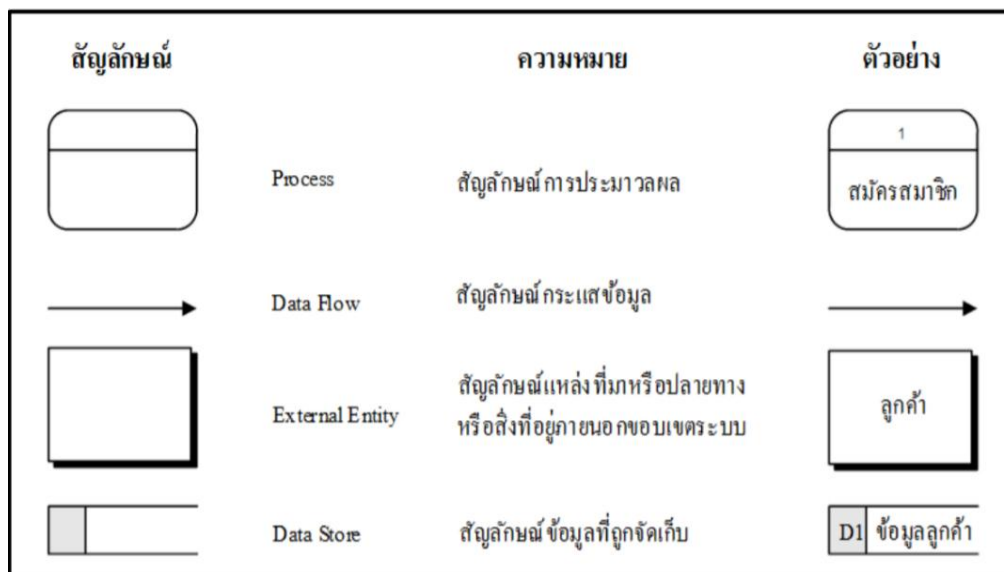 สัญลักษณ์ ความหมาย ตัวอย่าง
1
Process สัญลักษณ์การประมาวลผล สมัครสมาชิก
Data Flow สัญลักษณ์กระแสข้อมูล
External Entity สัญลักษณ์แหล่งที่มาหรือปลายทาง ลูกค้า
หรือสิ่งที่อยู่ภายนอกขอบเขตระบบ
Data Store สัญลักษณ์ข้อมูลที่ถูกจัดเก็บ D1 ข้อมูลลูกค้า